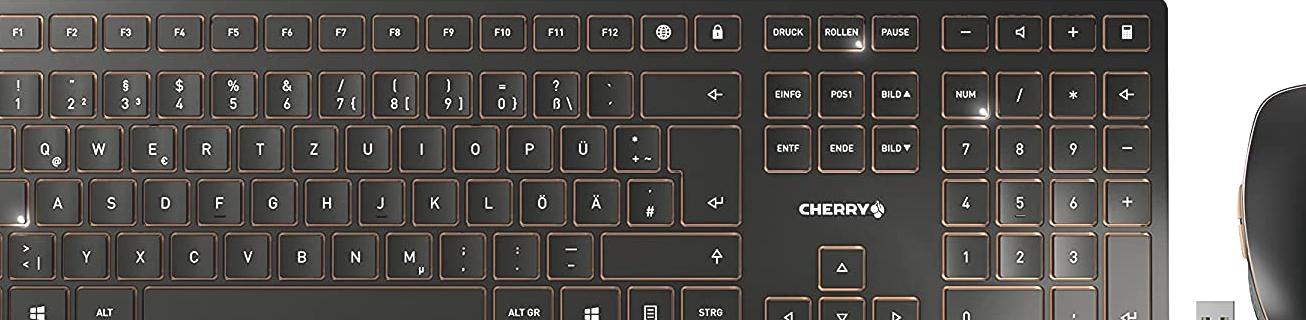 F1 F2 F3 F4 F5 F6 F7 F8 F9 F10 F11 F12 DRUCK ROLLEN PAUSE − +
! " § $ % & / ( ) = ? ` EINFG POS1 BILD▲ NUM / *
1 2 ² 3 ³ 4 5 6 7 { 8 [ 9 ] 0 } ß \ ´
Q @ W E € R T Z U I O P Ü * + ~ ENTF ENDE BILD▼ 7 8 9 −
A S D F G H J K L Ö Ä ' # CHERRY 4 5 6 +
> < | Y X C V B N M µ ; , : . _ - 1 2 3
ALT ALT GR STRG 0 ,